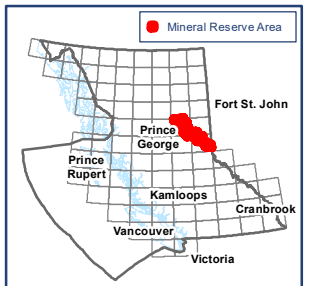 Mineral Reserve Area
Fort St. John
Prince
George
Prince
Rupert
Kamloops
Cranbrook
Vancouver
Victoria